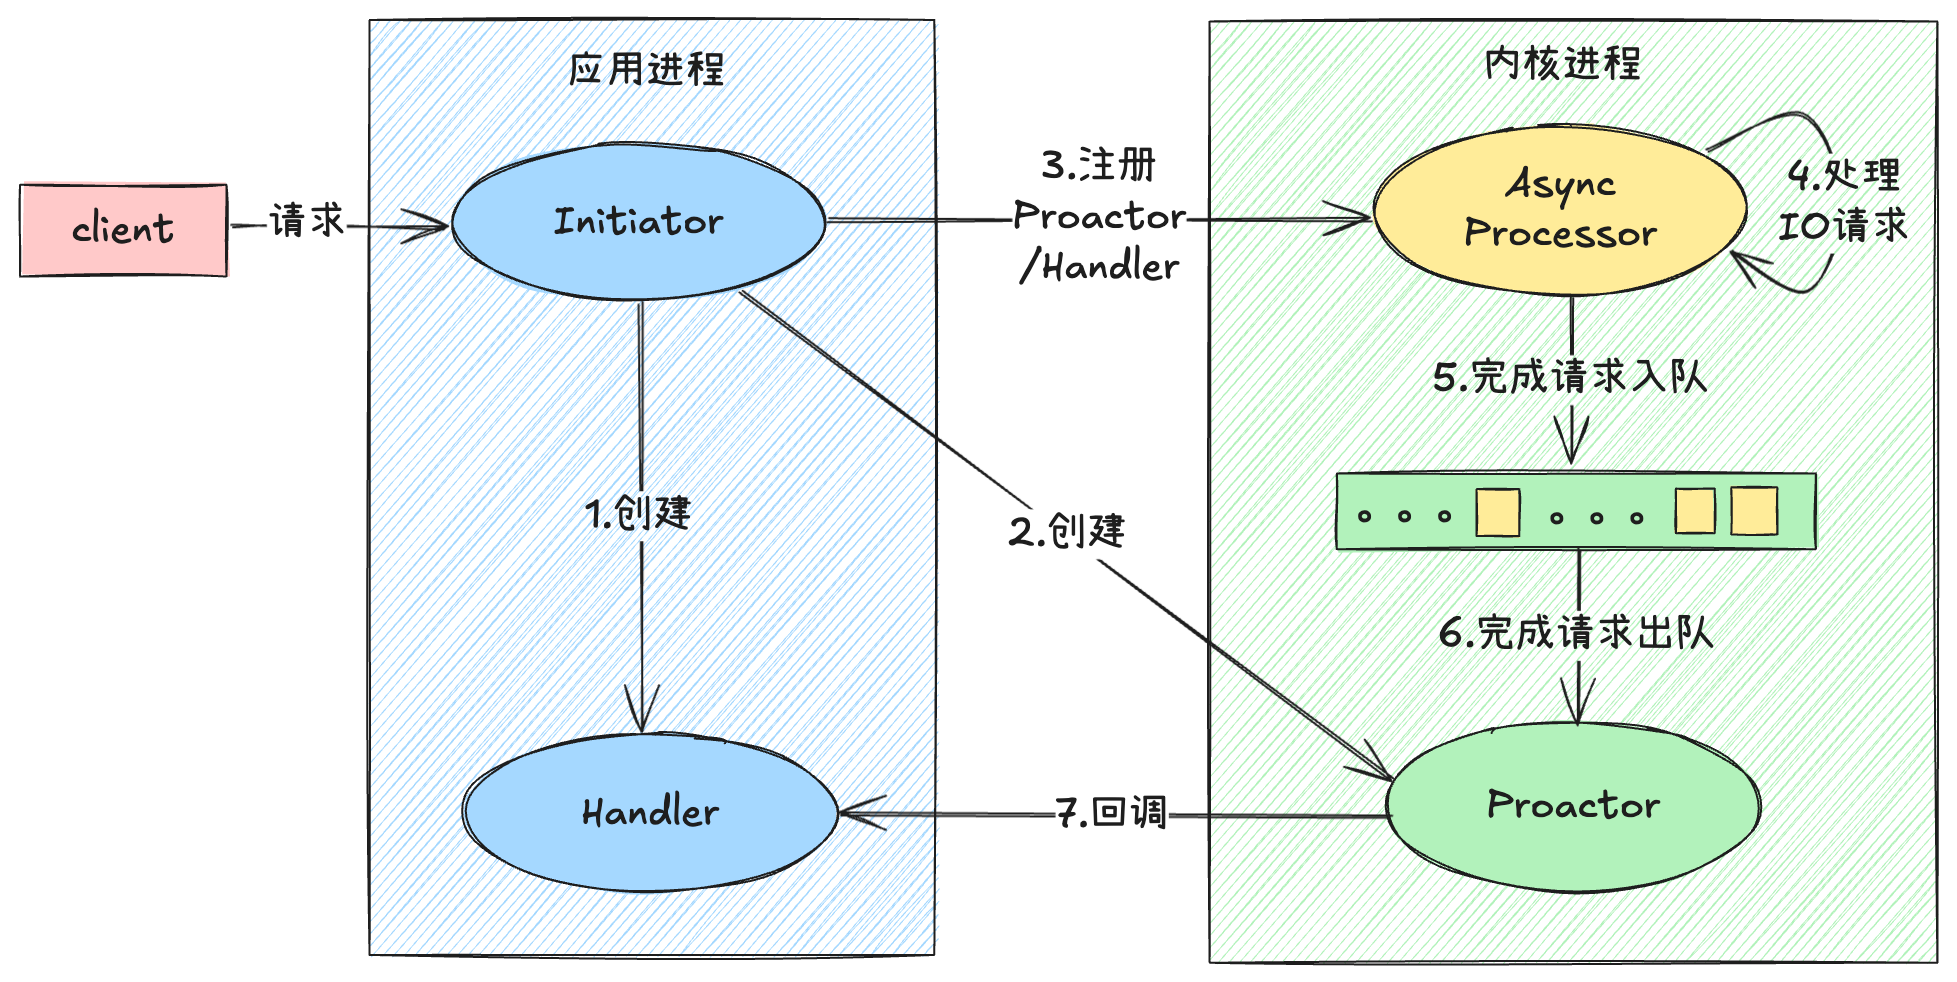 应用进程
内核进程
client
请求
Initiator
3.注册
Proactor
/Handler
Async
Processor
4.处理
IO请求
5.完成请求入队
1.创建
2.创建
6.完成请求出队
Handler
7.回调
Proactor